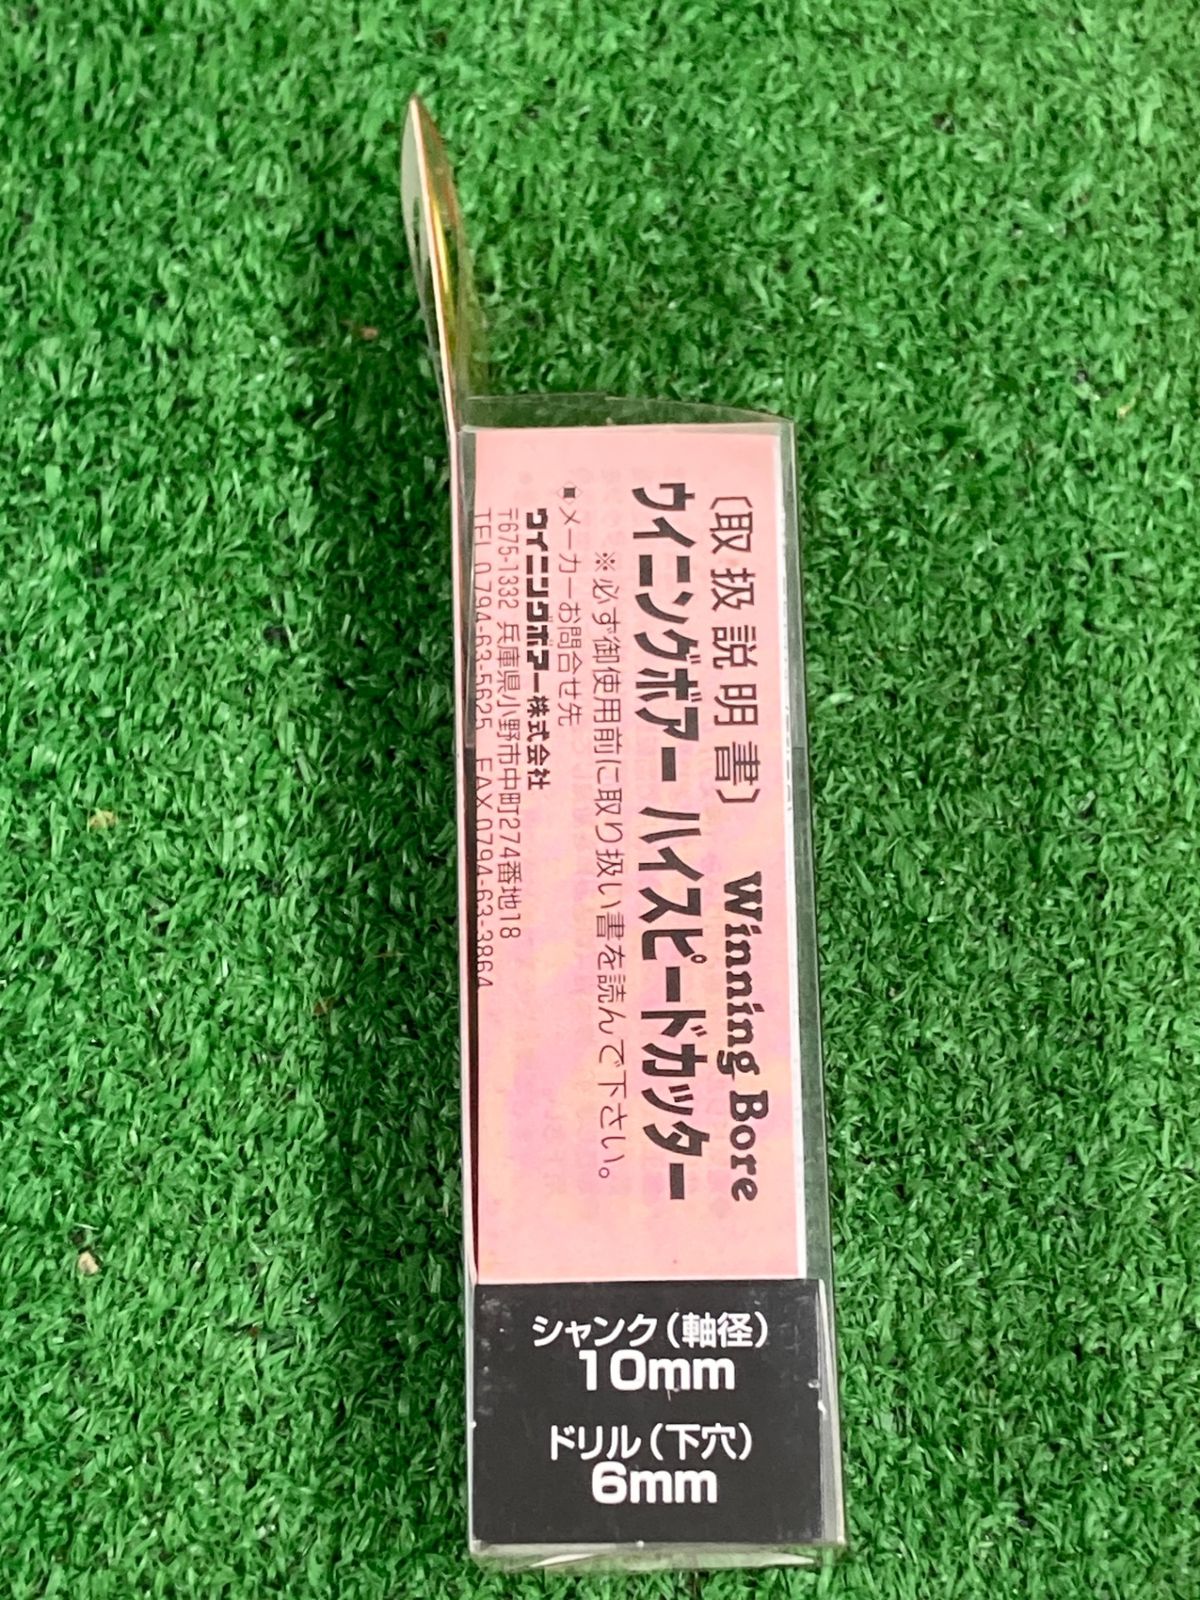 〔取扱説明書〕 Winning Bore
ウィニングボアー ハイスピードカッター
※必ず御使用前に取り扱い書を読んで下さい。
メーカーお問合せ先
ウイニングボアー株式会社
〒675-1332 兵庫県小野市中町274番地18
TEL 0794-63-5625 FAX 0794-63-3864
シャンク(軸径)
10mm
ドリル(下穴)
6mm